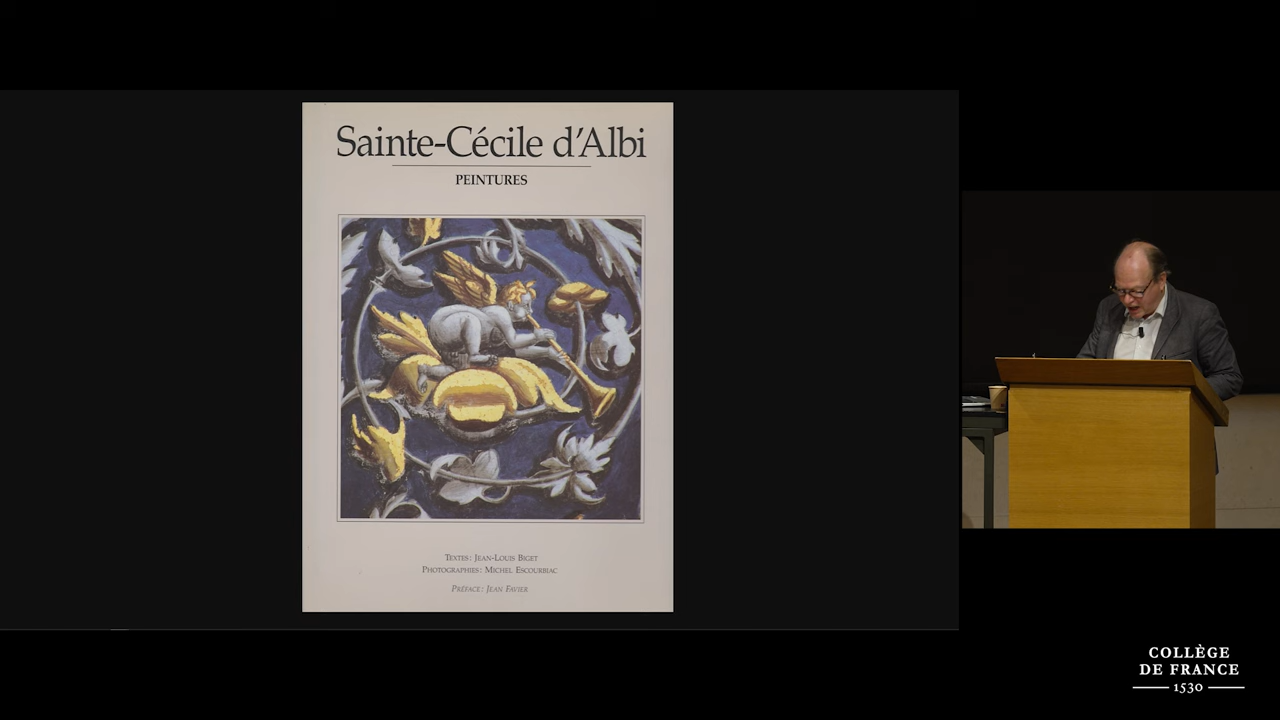 Sainte-Cécile d'Albi
PEINTURES
TEXTES: JEAN-LOUIS BIGET
PHOTOGRAPHIES: MICHEL ESCOURBIAC
PRÉFACE: JEAN FAVIER
COLLÈGE
DE FRANCE
1530